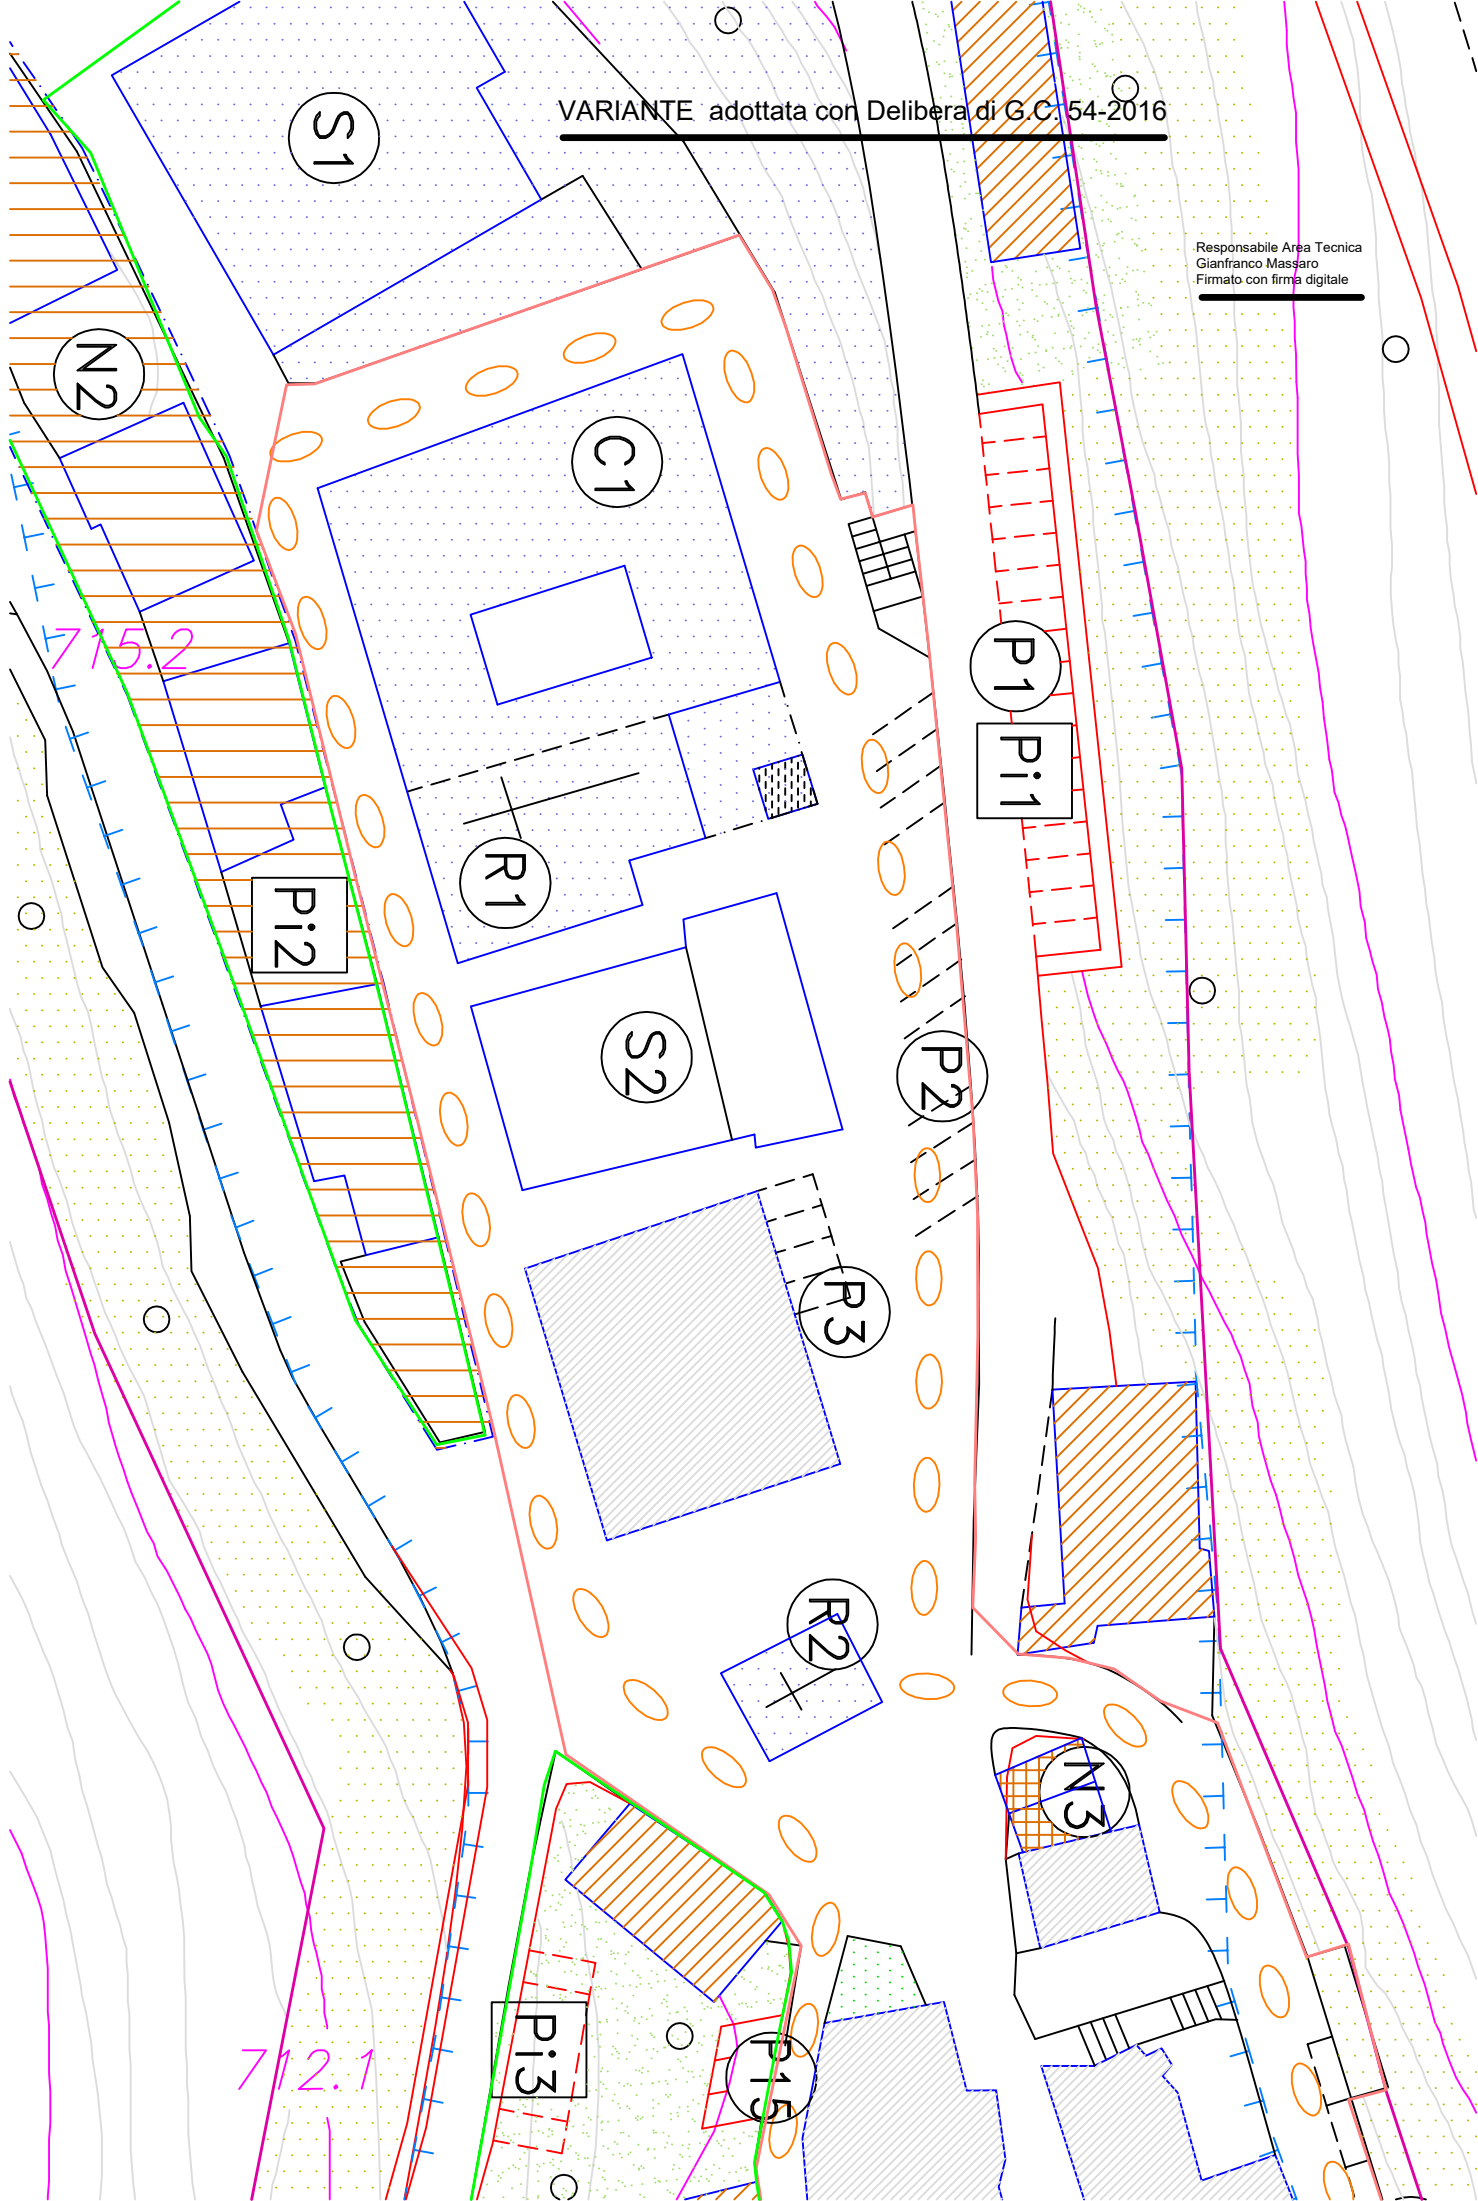 VARIANTE adottata con Delibera di G.C. 54-2016
S1
Responsabile Area Tecnica
Gianfranco Massaro
Firmato con firma digitale
N2
C1
715.2
P1
Pi1
R1
Pi2
S2
P2
P3
R2
N3
Pi3
712.1
P15